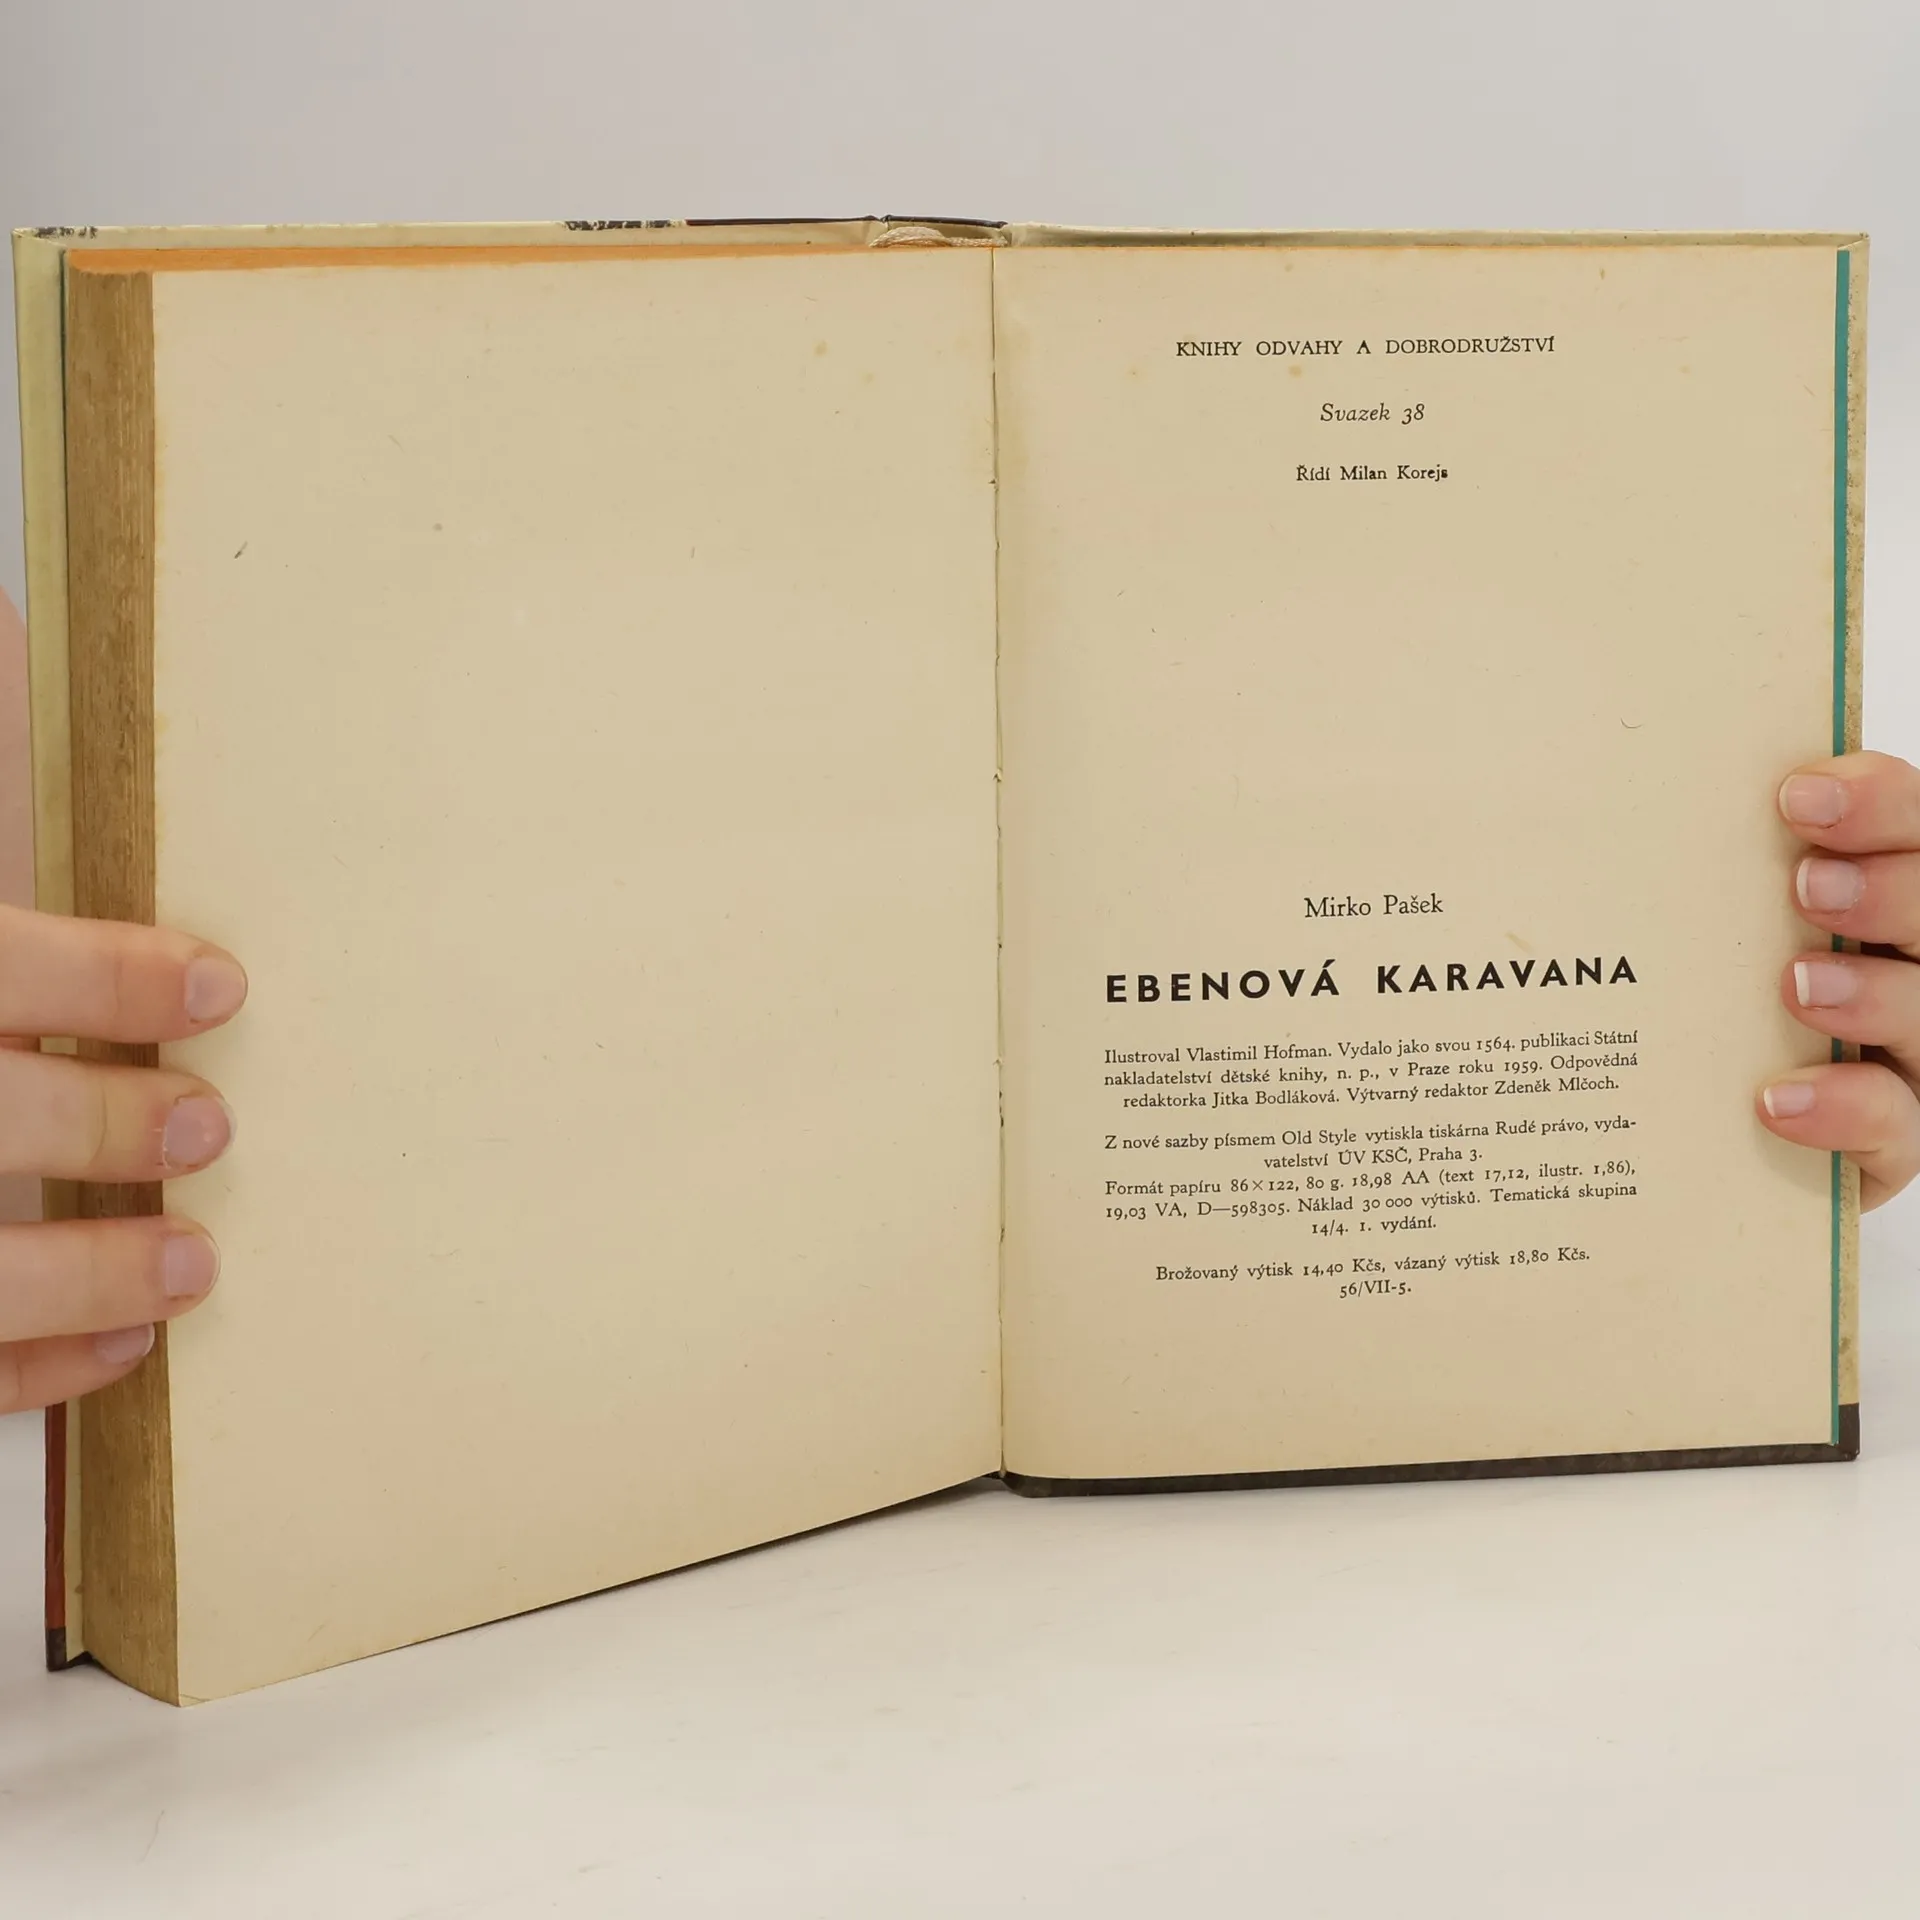 KNIHY ODVAHY A DOBRODRUŽSTVÍ
Svazek 38
Řídí Milan Korejs
Mirko Pašek
EBENOVÁ KARAVANA
Ilustroval Vlastimil Hofman. Vydalo jako svou 1564. publikaci Státní
nakladatelství dětské knihy, n. p., v Praze roku 1959. Odpovědná
redaktorka Jitka Bodláková. Výtvarný redaktor Zdeněk Mlčoch.
Z nové sazby písmem Old Style vytiskla tiskárna Rudé právo, vyda-
vatelství ÚV KSČ, Praha 3.
Formát papíru 86×122, 80 g. 18,98 AA (text 17,12, ilustr. 1,86),
19,03 VA, D—598305. Náklad 30 000 výtisků. Tematická skupina
14/4. 1. vydání.
Brožovaný výtisk 14,40 Kčs, vázaný výtisk 18,80 Kčs.
56/VII-5.